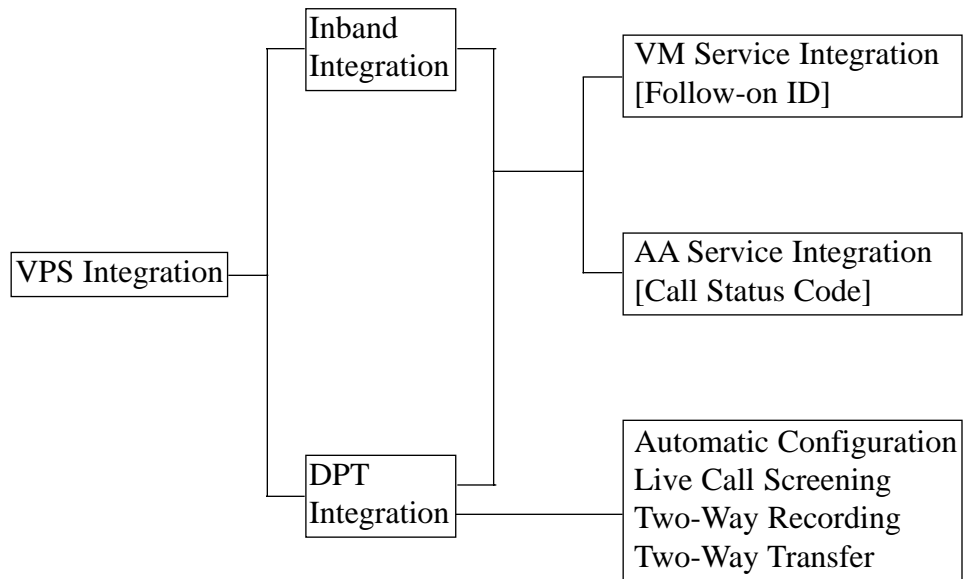 Inband
Integration
VM Service Integration
[Follow-on ID]
VPS Integration
AA Service Integration
[Call Status Code]
DPT
Integration
Automatic Configuration
Live Call Screening
Two-Way Recording
Two-Way Transfer